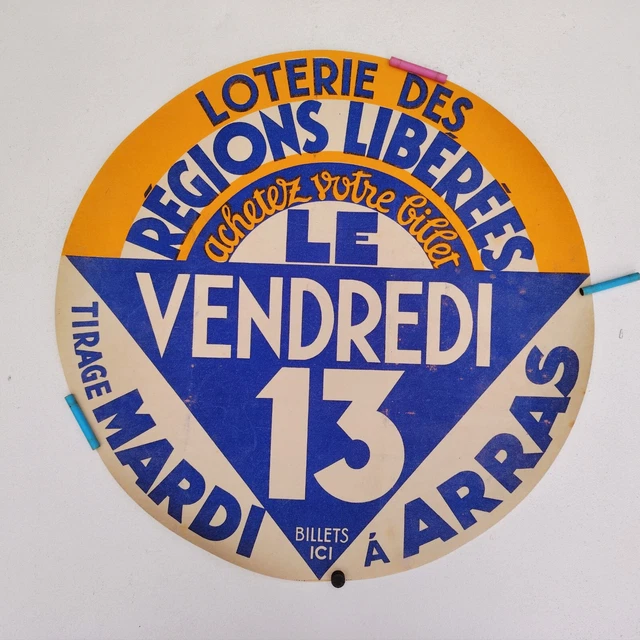 LOTERIE DES
RÉGIONS LIBÉRÉES
achetez votre billet
LE
VENDREDI
13
TIRAGE
MARDI
À ARRAS
BILLETS
ICI